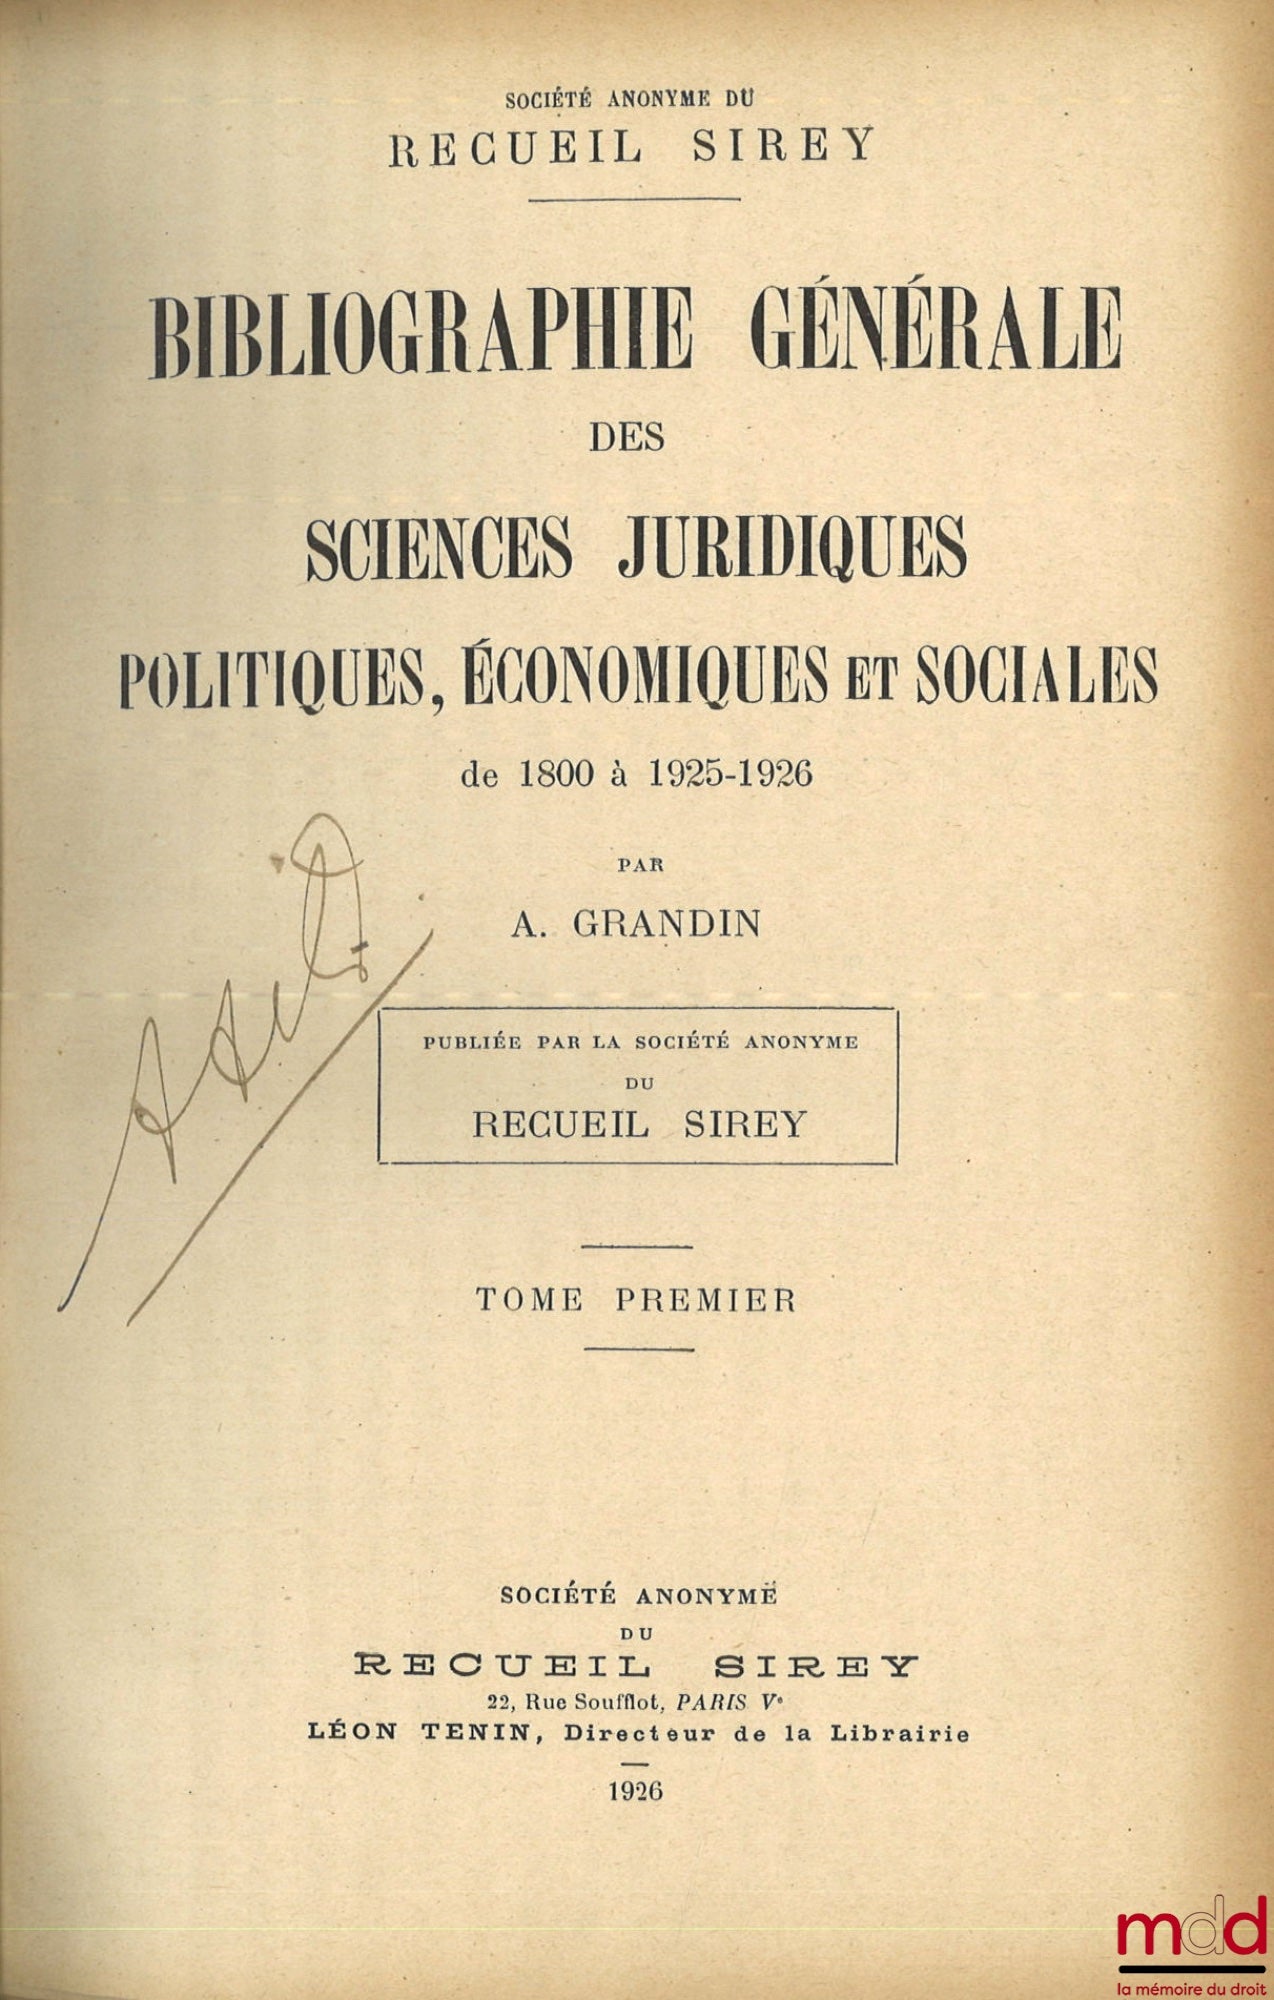 SOCIÉTÉ ANONYME DU
RECUEIL SIREY
BIBLIOGRAPHIE GÉNÉRALE
DES
SCIENCES JURIDIQUES
POLITIQUES, ÉCONOMIQUES ET SOCIALES
de 1800 à 1925-1926
PAR
A. GRANDIN
PUBLIÉE PAR LA SOCIÉTÉ ANONYME
DU
RECUEIL SIREY
TOME PREMIER
SOCIÉTÉ ANONYME
DU
RECUEIL SIREY
22, Rue Soufflot, PARIS Ve
LÉON TENIN, Directeur de la Librairie
1926
mdd
la mémoire du droit